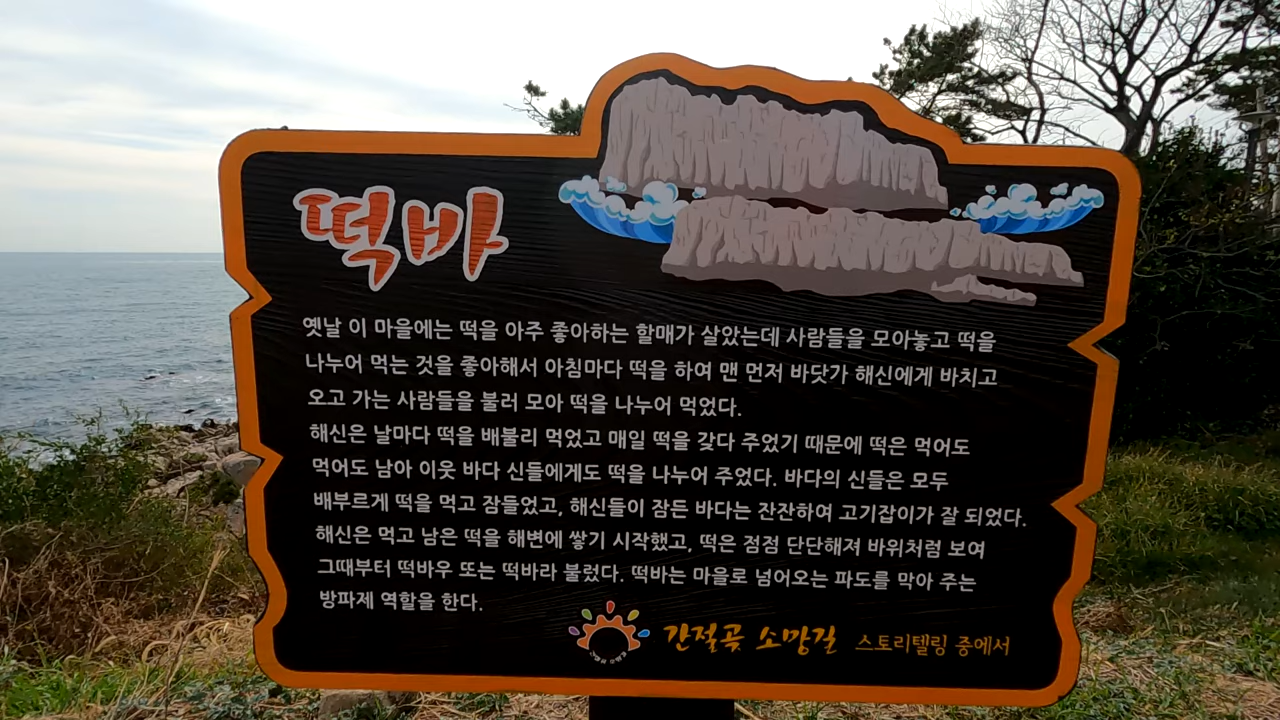 떡바
옛날 이 마을에는 떡을 아주 좋아하는 할매가 살았는데 사람들을 모아놓고 떡을
나누어 먹는 것을 좋아해서 아침마다 떡을 하여 맨 먼저 바닷가 해신에게 바치고
오고 가는 사람들을 불러 모아 떡을 나누어 먹었다.
해신은 날마다 떡을 배불리 먹었고 매일 떡을 갖다 주었기 때문에 떡은 먹어도
먹어도 남아 이웃 바다 신들에게도 떡을 나누어 주었다. 바다의 신들은 모두
배부르게 떡을 먹고 잠들었고, 해신들이 잠든 바다는 잔잔하여 고기잡이가 잘 되었다.
해신은 먹고 남은 떡을 해변에 쌓기 시작했고, 떡은 점점 단단해져 바위처럼 보여
그때부터 떡바우 또는 떡바라 불렀다. 떡바는 마을로 넘어오는 파도를 막아 주는
방파제 역할을 한다.
간절곶 소망길 스토리텔링 중에서